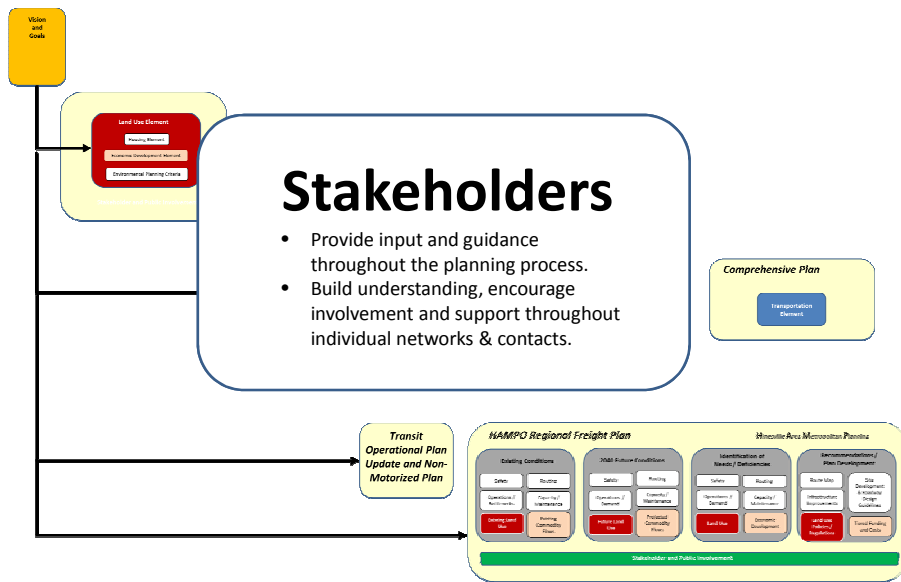 Vision
and
Goals
Land Use Element
Housing Element
Economic Development Element
Environmental Planning Criteria
Stakeholders
• Provide input and guidance
throughout the planning process.
• Build understanding, encourage
involvement and support throughout
individual networks & contacts.
Comprehensive Plan
Transportation
Element
Transit
Operational Plan
Update and Non-
Motorized Plan
HAMPO Regional Freight Plan
Hinesville Area Metropolitan Planning
Existing Conditions
Safety
Routing
Operations /
Capacity /
Maintenance
Existing Land
Use
Existing
Commodity
Flows
2040 Future Conditions
Safety
Routing
Operations /
Demand
Capacity /
Maintenance
Future Land
Use
Projected
Commodity
Flows
Identification of
Needs / Deficiencies
Safety
Routing
Operations /
Demand
Capacity /
Maintenance
Land Use
Economic
Development
Recommendations /
Plan Development
Route Map
Site
Development
& Roadway
Design
Guidelines
Infrastructure
Improvements
Land Use
Policies /
Regulations
Tiered Funding
and Costs
Stakeholder and Public Involvement